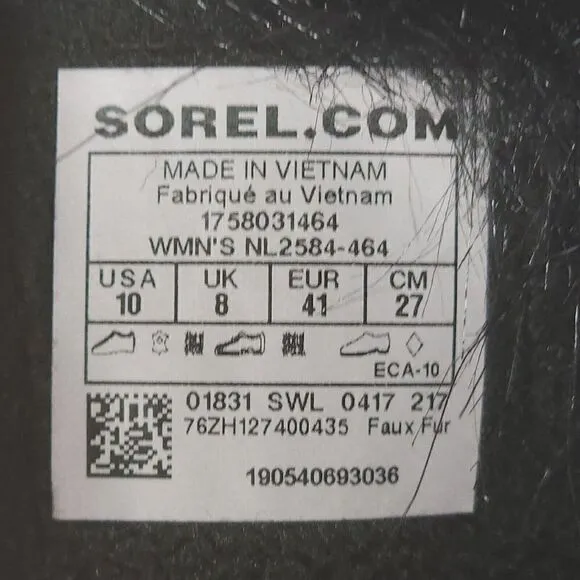 SOREL.COM
MADE IN VIETNAM
Fabriqué au Vietnam
1758031464
WMN'S NL2584-464
USA UK EUR CM
10 8 41 27
ECA-10
01831 SWL 0417 217
76ZH127400435 Faux Fur
190540693036